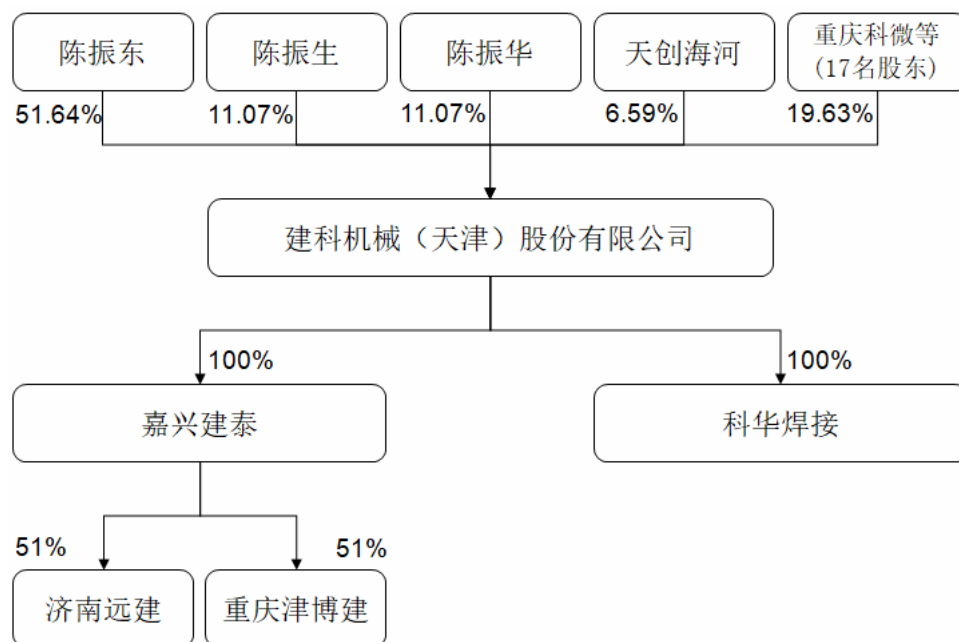 陈振东
陈振生
陈振华
天创海河
重庆科微等
(17名股东)
51.64%
11.07%
11.07%
6.59%
19.63%
建科机械（天津）股份有限公司
100%
100%
嘉兴建泰
科华焊接
51%
51%
济南远建
重庆津博建